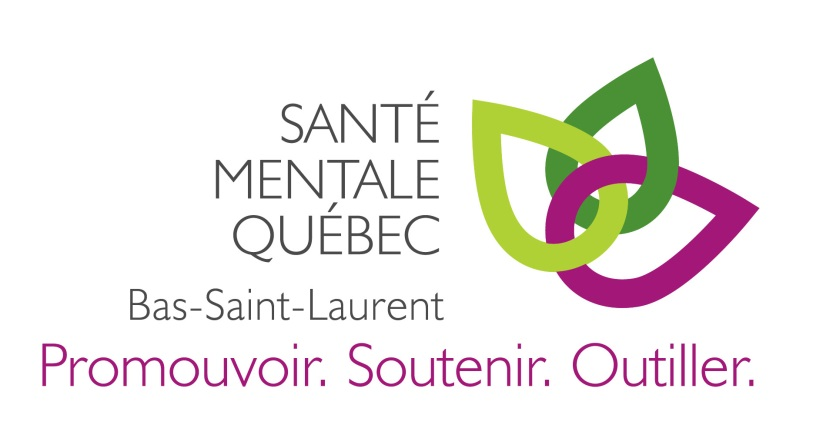 SANTÉ
MENTALE
QUÉBEC
Bas-Saint-Laurent
Promouvoir. Soutenir. Outiller.